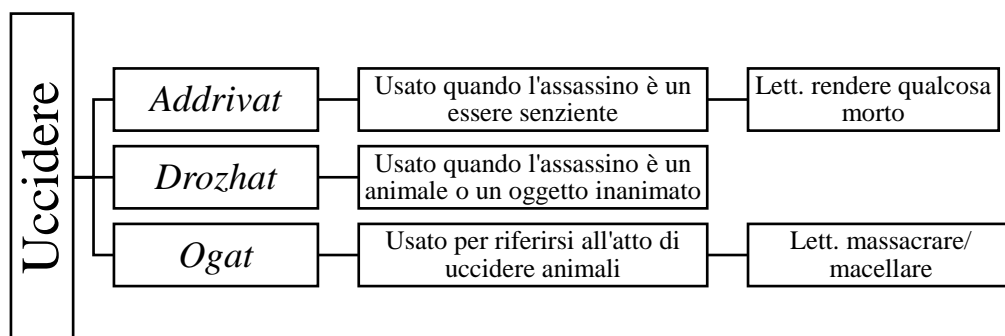 Uccidere
Addrivat
Usato quando l'assassino è un
essere senziente
Lett. rendere qualcosa
morto
Drozhat
Usato quando l'assassino è un
animale o un oggetto inanimato
Ogat
Usato per riferirsi all'atto di
uccidere animali
Lett. massacrare/
macellare